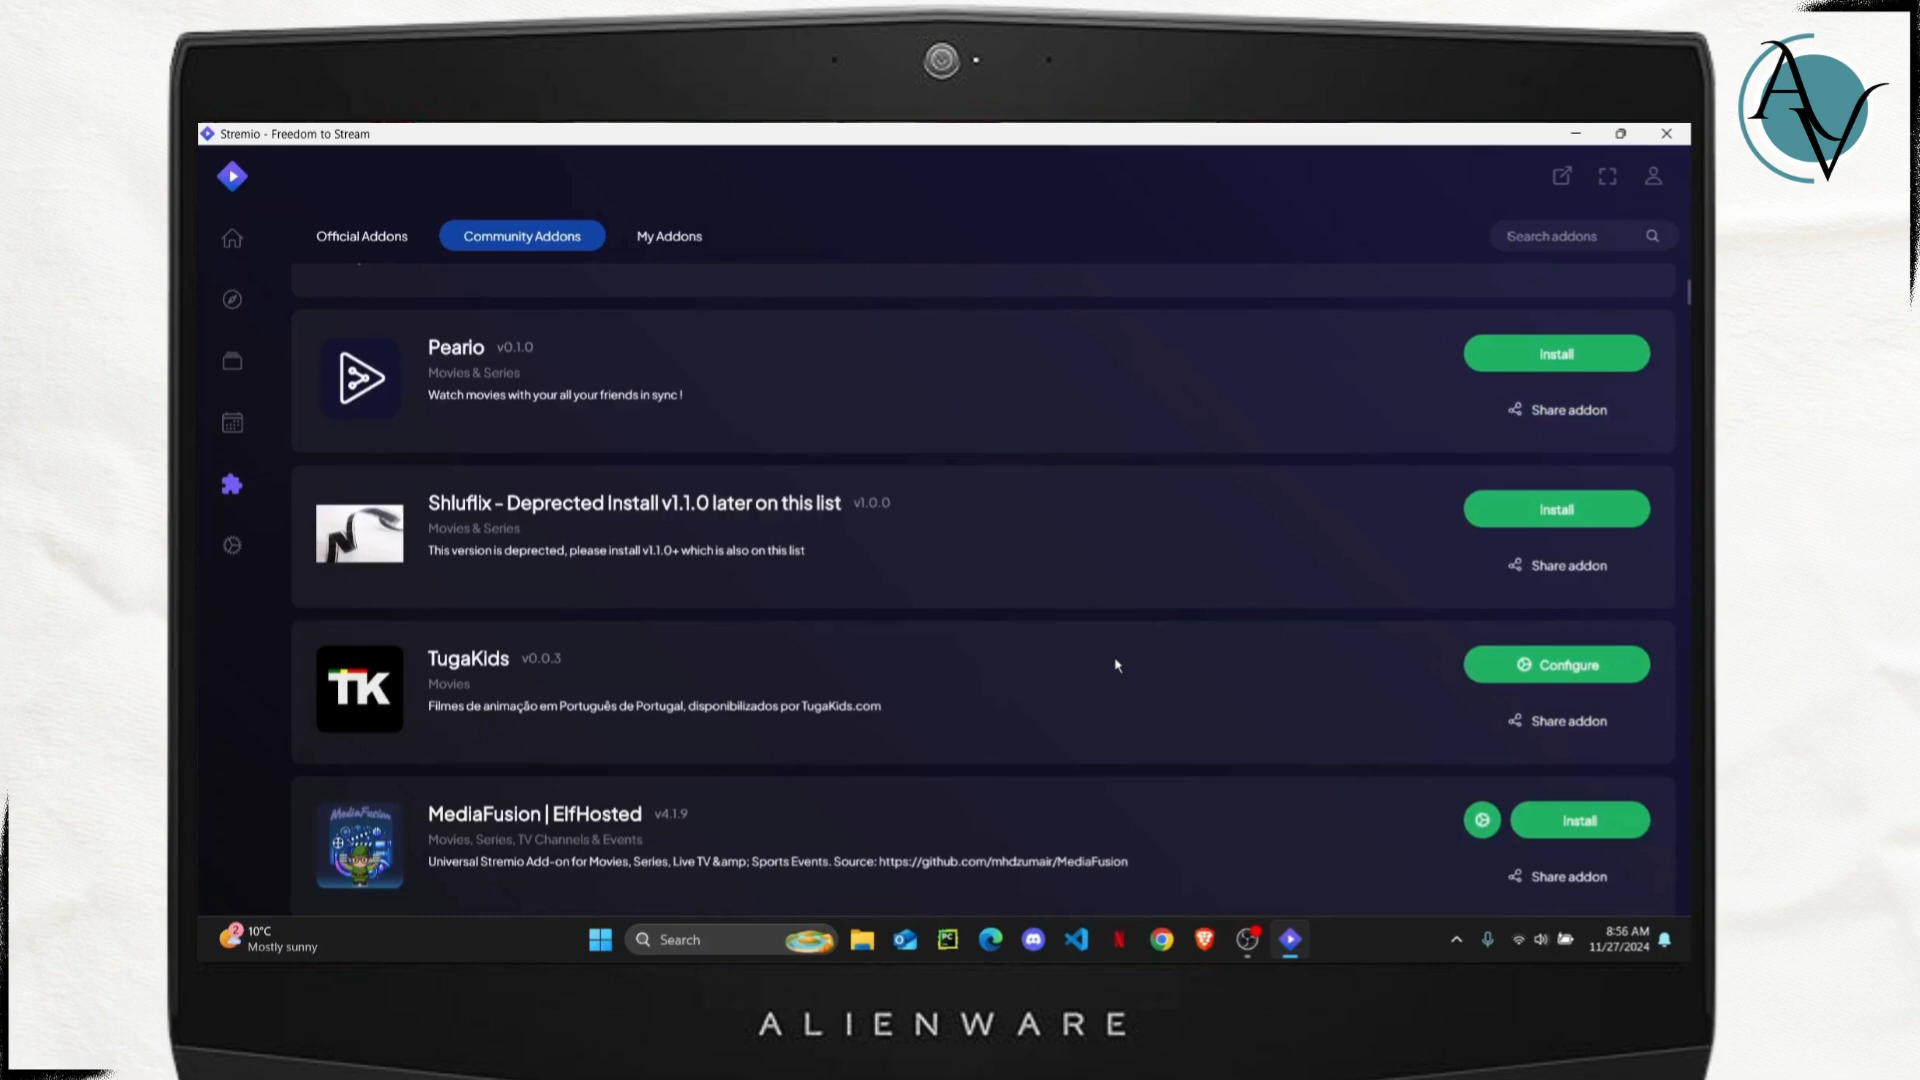 AV
Stremio - Freedom to Stream
Official Addons
Community Addons
My Addons
Search addons
Peario v0.1.0
Movies & Series
Watch movies with your all your friends in sync !
Install
Share addon
Shluflix - Deprected Install v1.1.0 later on this list v1.0.0
Movies & Series
This version is deprected, please install v1.1.0+ which is also on this list
Install
Share addon
TK
TugaKids v0.0.3
Movies
Filmes de animação em Português de Portugal, disponibilizados por TugaKids.com
Configure
Share addon
MediaFusion
MediaFusion | ElfHosted v4.1.9
Movies, Series, TV Channels & Events
Universal Stremio Add-on for Movies, Series, Live TV &amp; Sports Events. Source: https://github.com/mhdzumair/MediaFusion
Install
Share addon
2
10°C
Mostly sunny
Search
PC
N
8:56 AM
11/27/2024
ALIENWARE